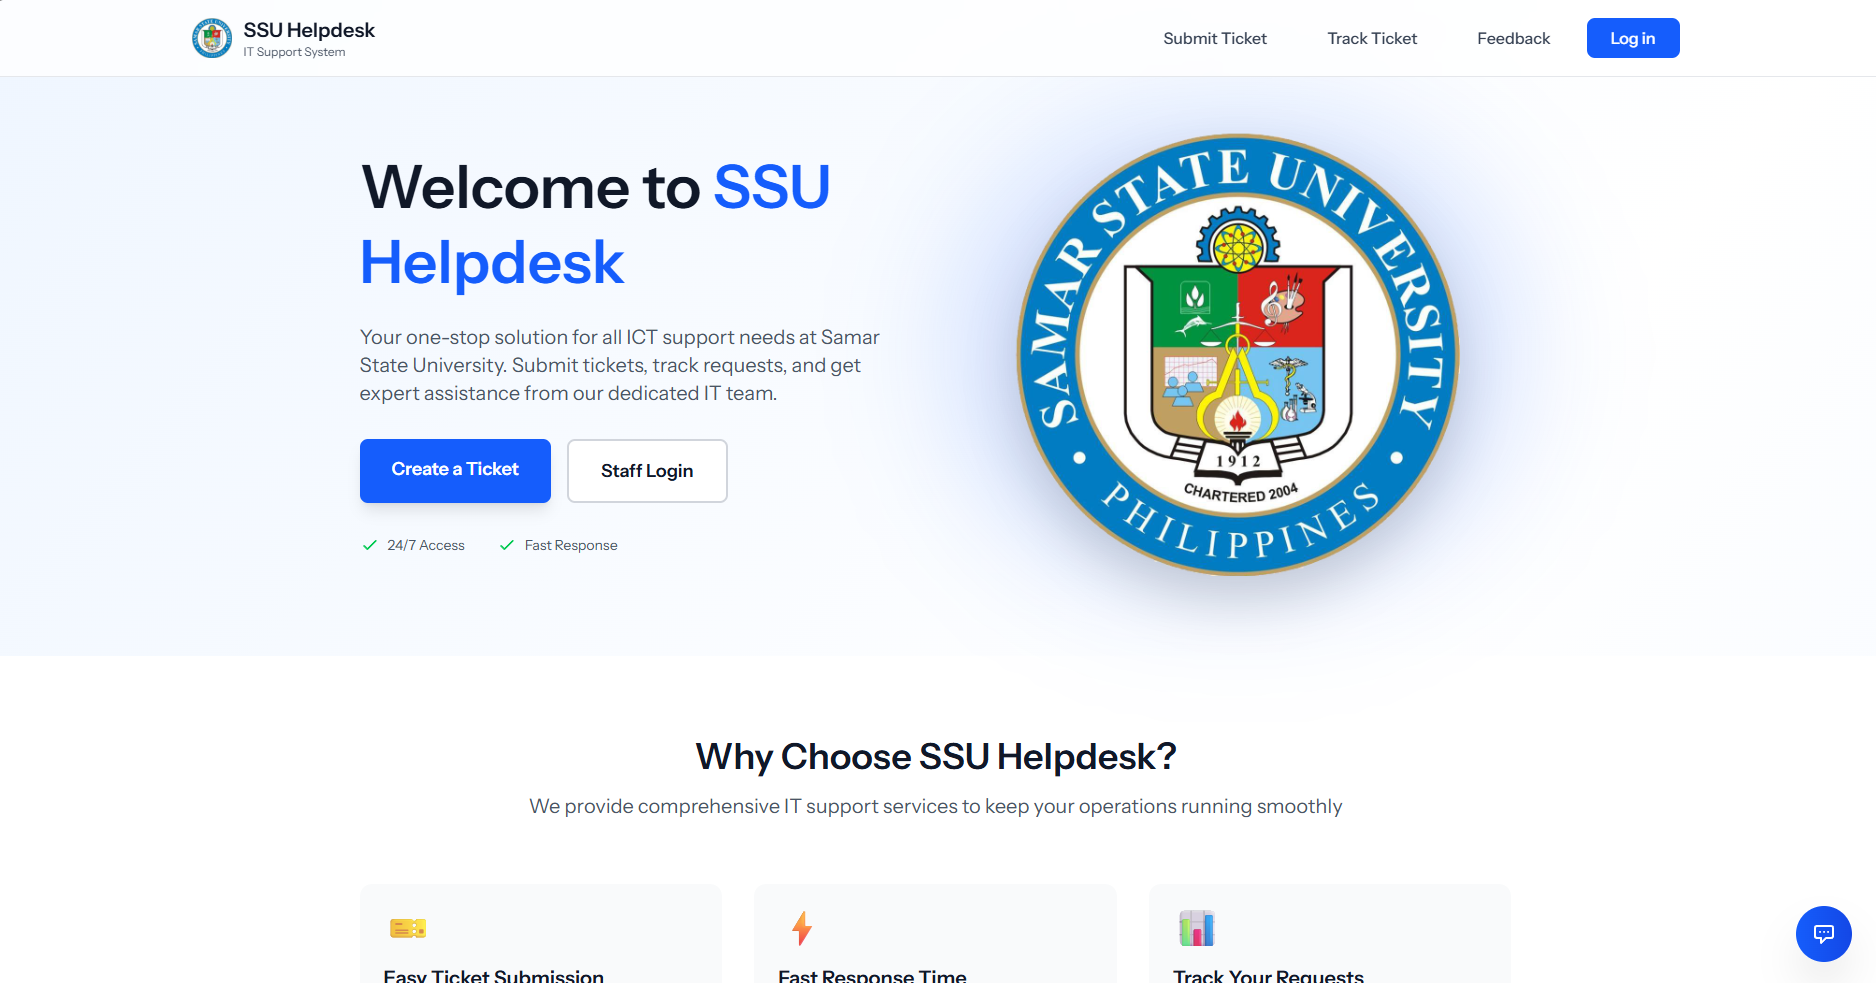 SSU Helpdesk
IT Support System
Submit Ticket
Track Ticket
Feedback
Log in
Welcome to SSU
Helpdesk
Your one-stop solution for all ICT support needs at Samar
State University. Submit tickets, track requests, and get
expert assistance from our dedicated IT team.
Create a Ticket
Staff Login
24/7 Access
Fast Response
SAMAR STATE UNIVERSITY
1912
CHARTERED 2004
PHILIPPINES
Why Choose SSU Helpdesk?
We provide comprehensive IT support services to keep your operations running smoothly
Easy Ticket Submission
Fast Response Time
Track Your Requests